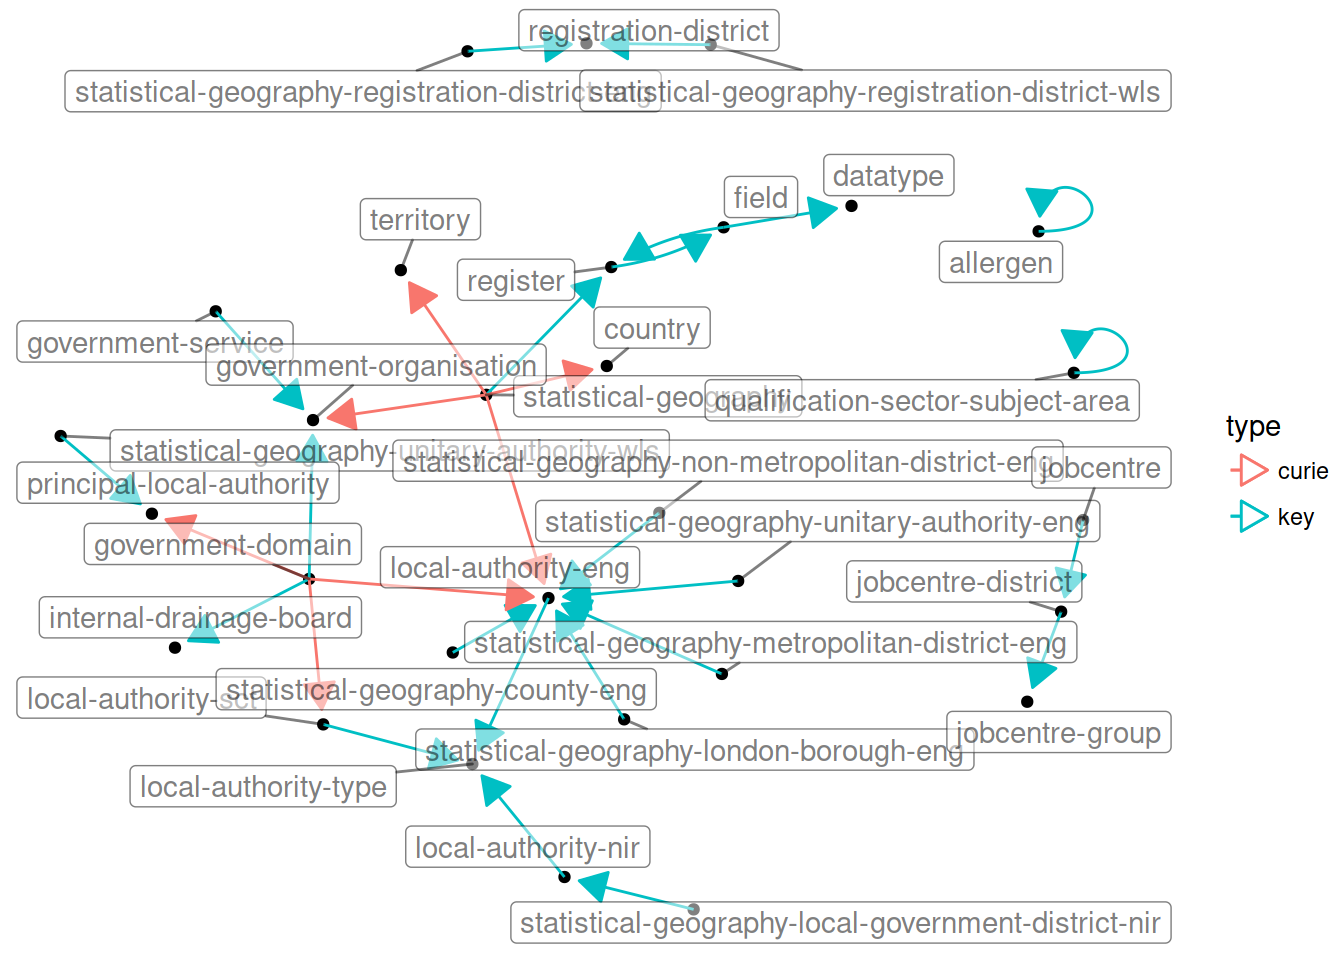 registration-district
statistical-geography-registration-district-eng
statistical-geography-registration-district-wls
datatype
field
territory
allergen
register
country
government-service
government-organisation
statistical-geography
qualification-sector-subject-area
statistical-geography-unitary-authority-wls
statistical-geography-non-metropolitan-district-eng
jobcentre
principal-local-authority
statistical-geography-unitary-authority-eng
government-domain
local-authority-eng
jobcentre-district
internal-drainage-board
statistical-geography-metropolitan-district-eng
local-authority-sct
statistical-geography-county-eng
jobcentre-group
statistical-geography-london-borough-eng
local-authority-type
local-authority-nir
statistical-geography-local-government-district-nir
type
curie
key